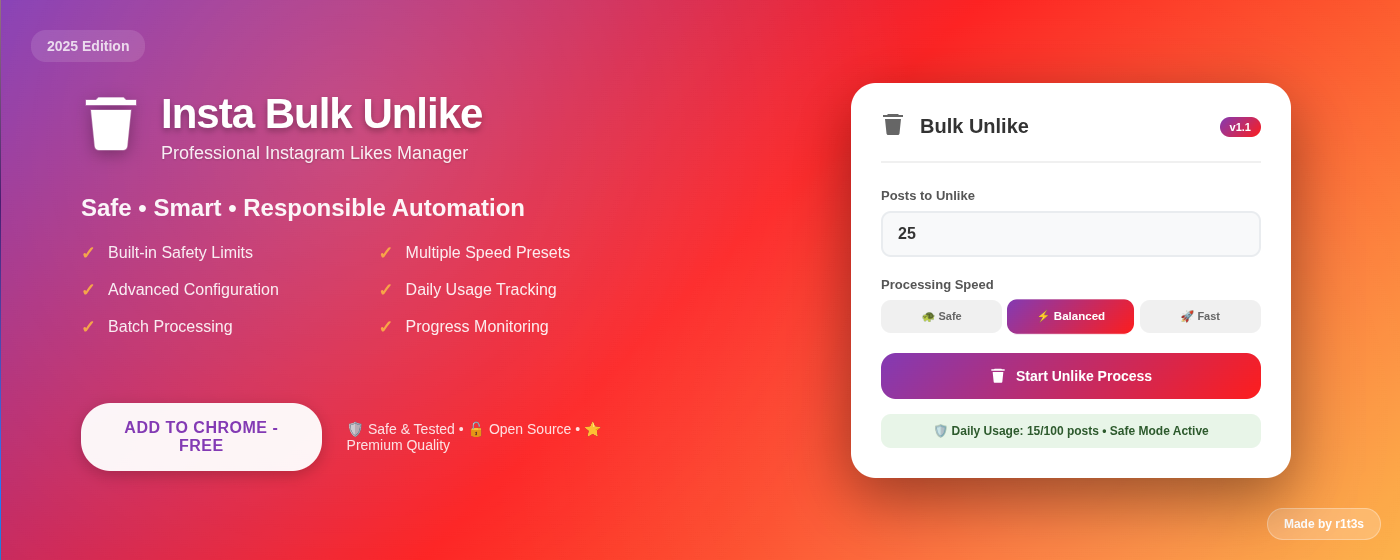 2025 Edition
Insta Bulk Unlike
Professional Instagram Likes Manager
Safe • Smart • Responsible Automation
✓ Built-in Safety Limits
✓ Multiple Speed Presets
✓ Advanced Configuration
✓ Daily Usage Tracking
✓ Batch Processing
✓ Progress Monitoring
ADD TO CHROME -
FREE
🛡️ Safe & Tested • 🔓 Open Source • ⭐
Premium Quality
Bulk Unlike
v1.1
Posts to Unlike
25
Processing Speed
🐢 Safe
⚡ Balanced
🚀 Fast
Start Unlike Process
🛡️ Daily Usage: 15/100 posts • Safe Mode Active
Made by r1t3s